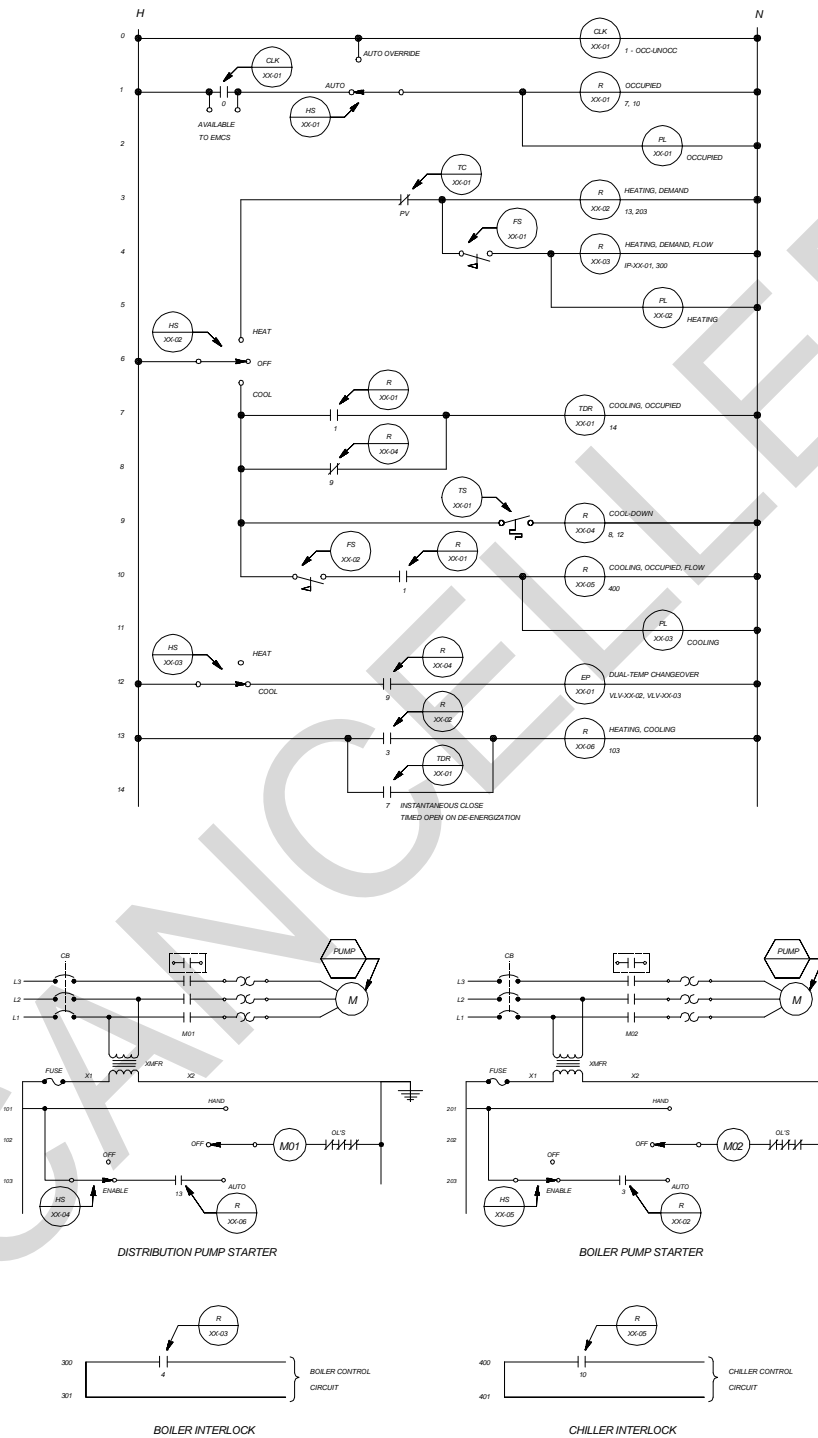 H N
0 CLK
XX-01 1 - OCC-UNOCC
AUTO OVERRIDE
CLK
XX-01
1 0 AUTO R
XX-01 OCCUPIED
7, 10
HS
XX-01
AVAILABLE
TO EMCS
2 PL
XX-01 OCCUPIED
TC
XX-01
3 PV R
XX-02 HEATING, DEMAND
13, 203
FS
XX-01
4 R
XX-03 HEATING, DEMAND, FLOW
IP-XX-01, 300
5 PL
XX-02 HEATING
HS
XX-02
HEAT
6 OFF
COOL
R
XX-01
7 1 TDR
XX-01 COOLING, OCCUPIED
14
R
XX-04
8 9
TS
XX-01
9 R
XX-04 COOL-DOWN
8, 12
FS
XX-02
R
XX-01
10 1 R
XX-05 COOLING, OCCUPIED, FLOW
400
11 PL
XX-03 COOLING
HS
XX-03
HEAT
R
XX-04
12 COOL 9 EP
XX-01 DUAL-TEMP CHANGEOVER
VLV-XX-02, VLV-XX-03
R
XX-02
13 3 R
XX-06 HEATING, COOLING
103
TDR
XX-01
14 7 INSTANTANEOUS CLOSE
TIMED OPEN ON DE-ENERGIZATION
CANCELLE
CB PUMP
L3
L2 M
L1
M01
XMFR
FUSE X1 X2
101 HAND
102 OFF M01 OL'S
OFF
103 ENABLE 13 AUTO
HS
XX-04
R
XX-06
DISTRIBUTION PUMP STARTER
CB PUMP
L3
L2 M
L1
M02
XMFR
FUSE X1 X2
201 HAND
202 OFF M02 OL'S
OFF
203 ENABLE 3 AUTO
HS
XX-05
R
XX-02
BOILER PUMP STARTER
R
XX-03
300 4 BOILER CONTROL
301 CIRCUIT
BOILER INTERLOCK
R
XX-05
400 10 CHILLER CONTROL
401 CIRCUIT
CHILLER INTERLOCK